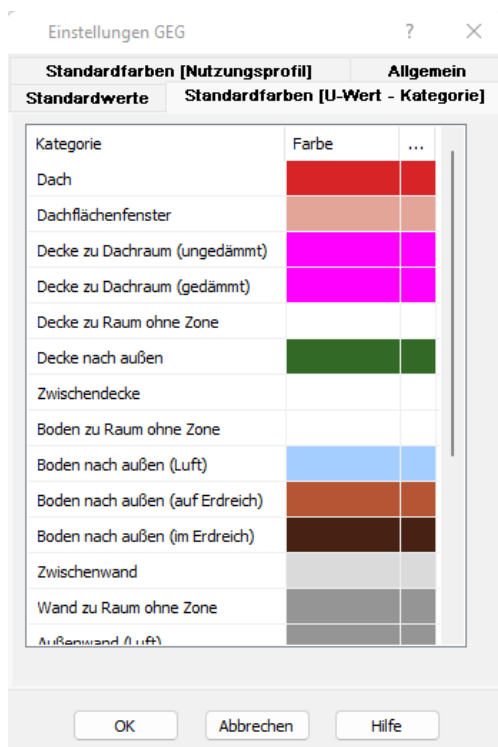 Einstellungen GEG ? ×
Standardfarben [Nutzungsprofil] Allgemein
Standardwerte Standardfarben [U-Wert - Kategorie]
Kategorie Farbe ...
Dach
Dachflächenfenster
Decke zu Dachraum (ungedämmt)
Decke zu Dachraum (gedämmt)
Decke zu Raum ohne Zone
Decke nach außen
Zwischendecke
Boden zu Raum ohne Zone
Boden nach außen (Luft)
Boden nach außen (auf Erdreich)
Boden nach außen (im Erdreich)
Zwischenwand
Wand zu Raum ohne Zone
Außenwand (Luft)
OK Abbrechen Hilfe